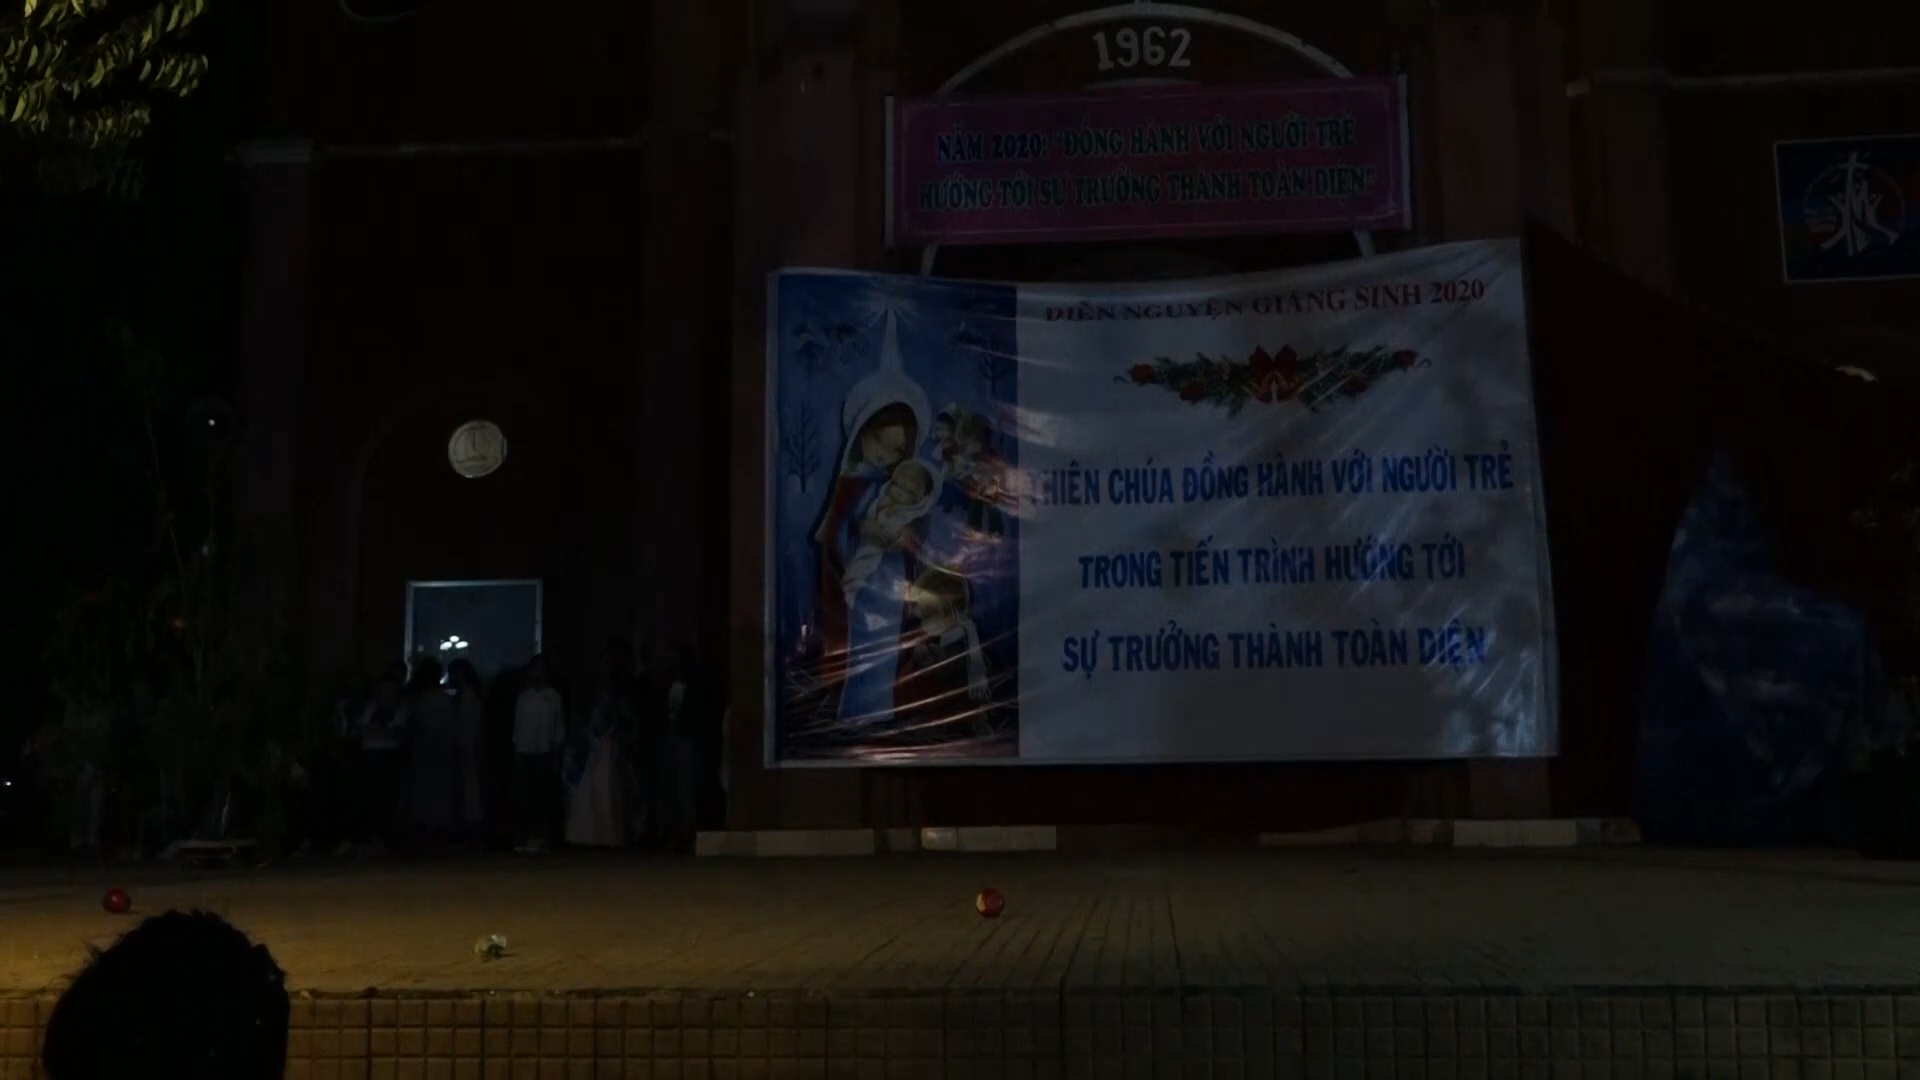 1962
NĂM 2020: "ĐỒNG HÀNH VỚI NGƯỜI TRẺ
HƯỚNG TỚI SỰ TRƯỞNG THÀNH TOÀN DIỆN"
DIỄN NGUYỆN GIÁNG SINH 2020
THIÊN CHÚA ĐỒNG HÀNH VỚI NGƯỜI TRẺ
TRONG TIẾN TRÌNH HƯỚNG TỚI
SỰ TRƯỞNG THÀNH TOÀN DIỆN